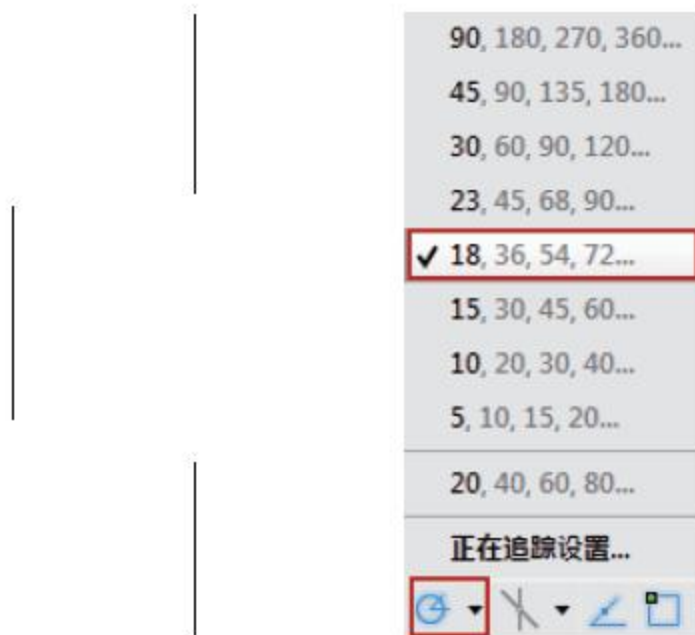 90, 180, 270, 360...
45, 90, 135, 180...
30, 60, 90, 120...
23, 45, 68, 90...
18, 36, 54, 72...
15, 30, 45, 60...
10, 20, 30, 40...
5, 10, 15, 20...
20, 40, 60, 80...
正在追踪设置...